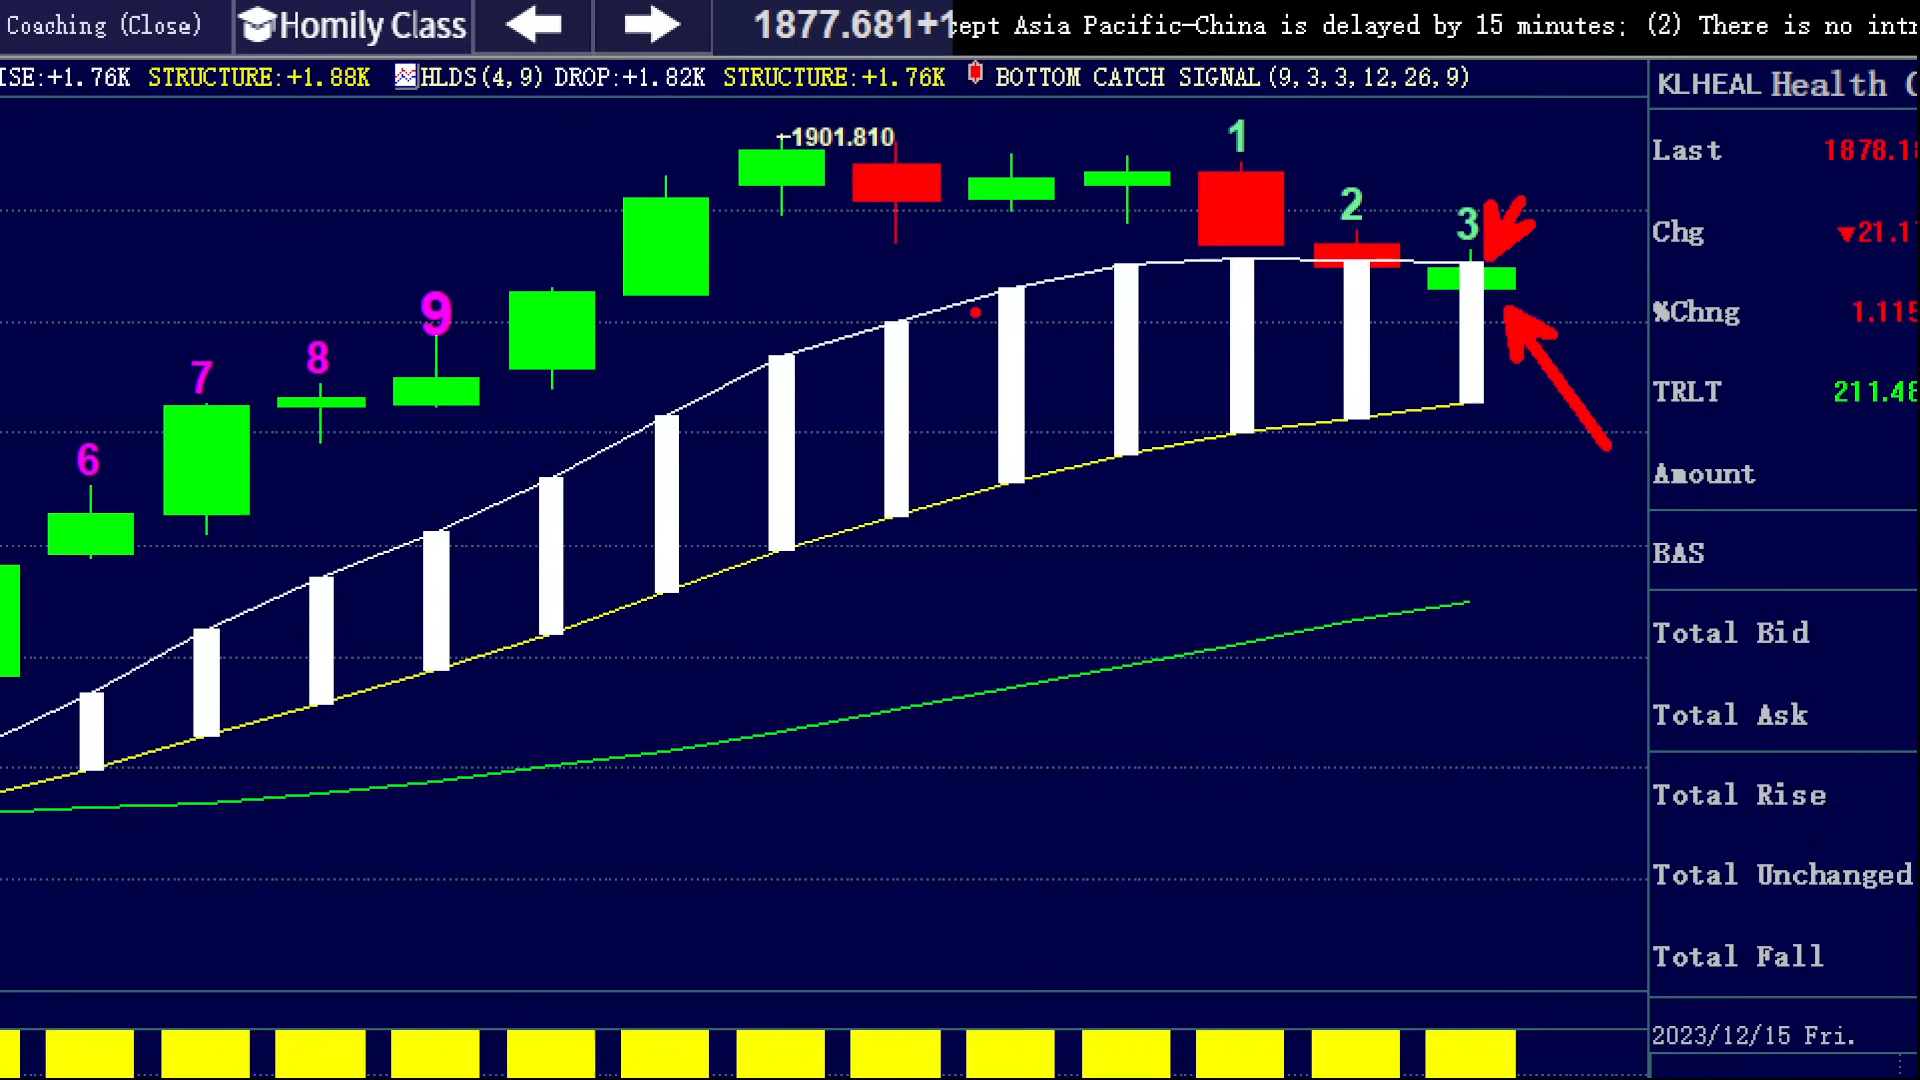 Coaching (Close) Homily Class 1877.681+1 cept Asia Pacific-China is delayed by 15 minutes; (2) There is no intr
ISE:+1.76K STRUCTURE:+1.88K HLDS(4,9) DROP:+1.82K STRUCTURE:+1.76K BOTTOM CATCH SIGNAL(9,3,3,12,26,9)
KLHEAL Health C
+1901.810
1
2
3
9
8
7
6
Last 1878.18
Chg ▼21.17
%Chng 1.115
TRLT 211.48
Amount
BAS
Total Bid
Total Ask
Total Rise
Total Unchanged
Total Fall
2023/12/15 Fri.